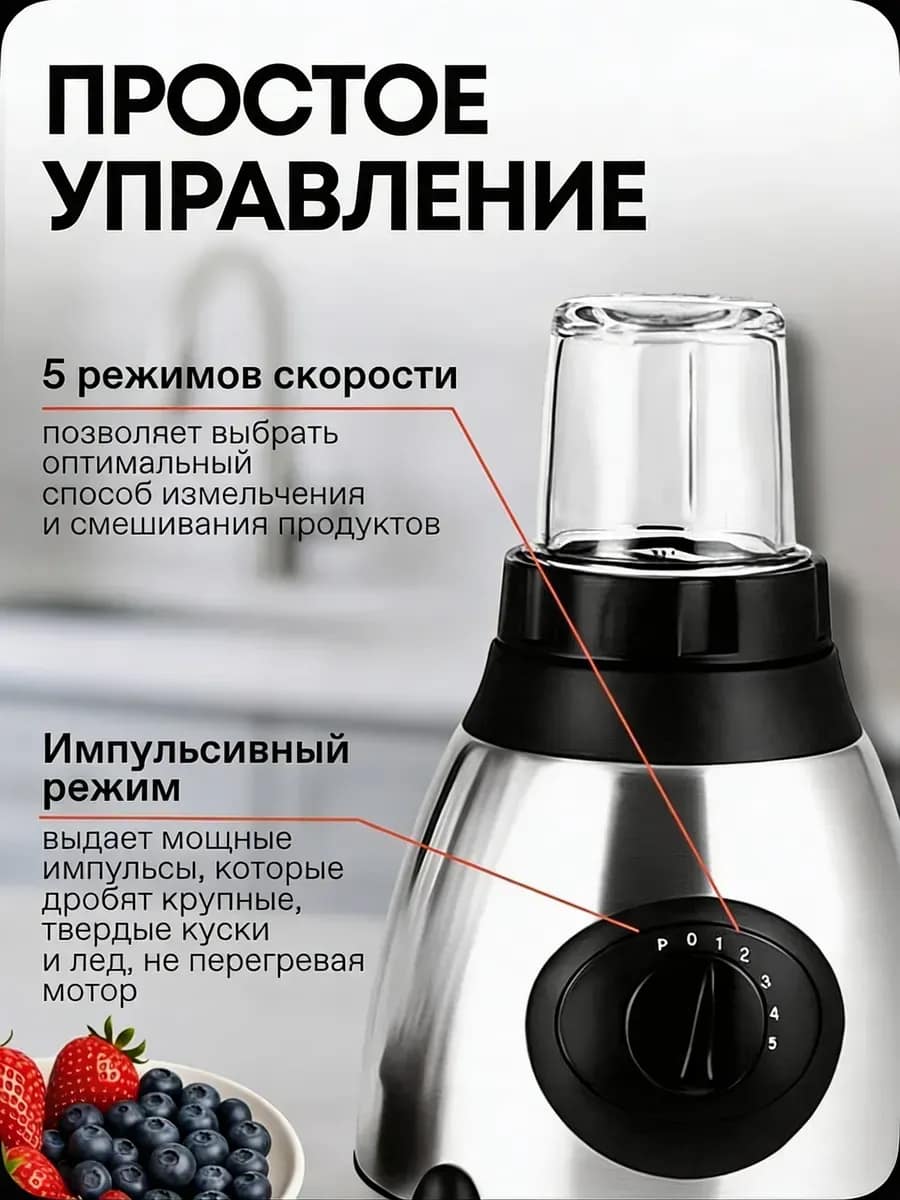 ПРОСТОЕ
УПРАВЛЕНИЕ
5 режимов скорости
позволяет выбрать
оптимальный
способ измельчения
и смешивания продуктов
Импульсивный
режим
выдает мощные
импульсы, которые
дробят крупные,
твердые куски
и лед, не перегревая
мотор
P 0 1 2 3 4 5